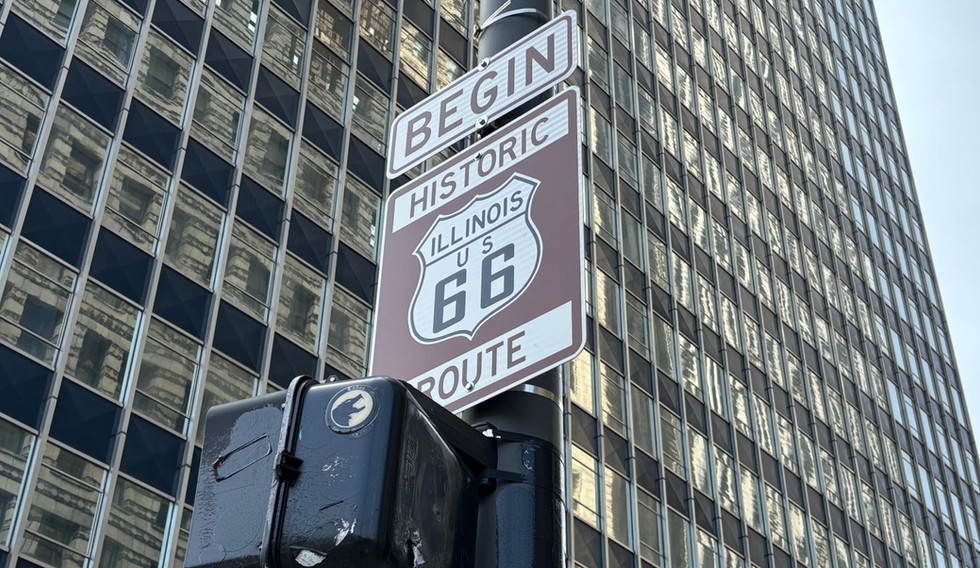 BEGIN
HISTORIC
ILLINOIS
U S
66
ROUTE